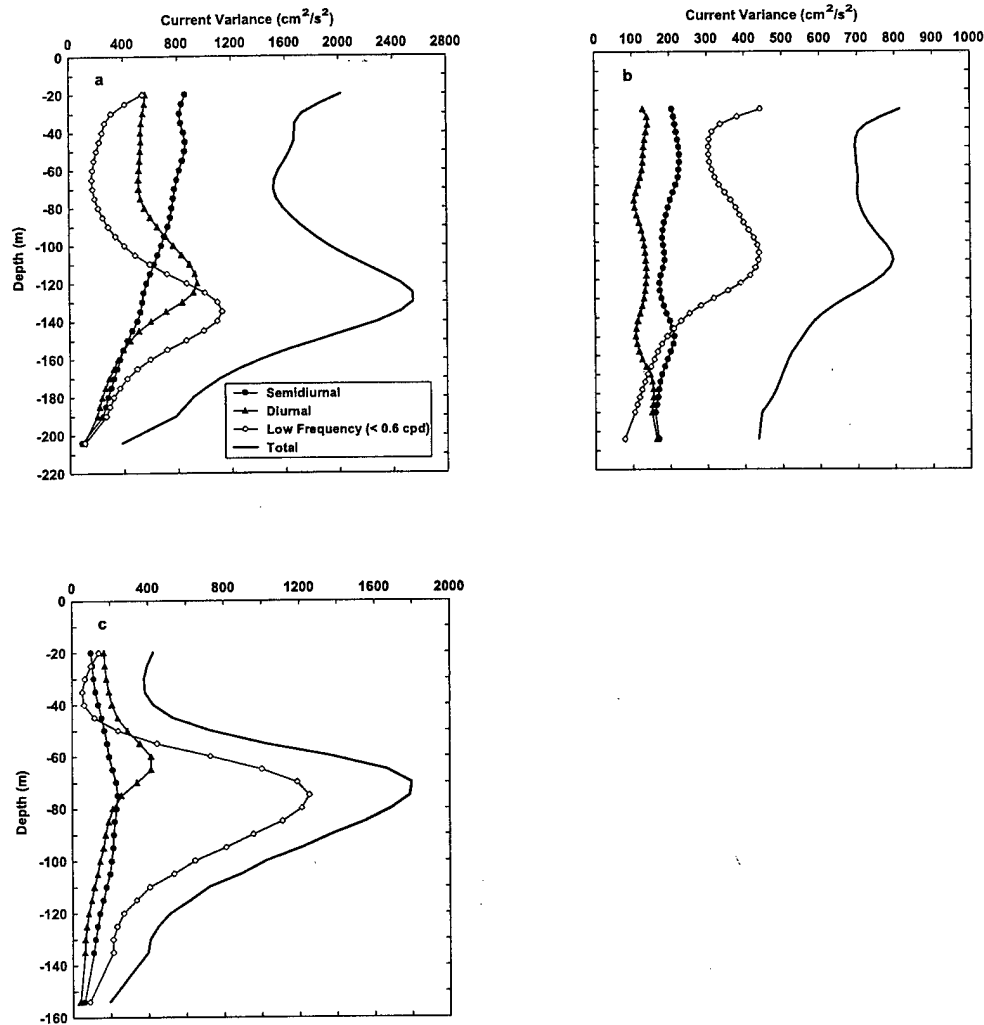 Current Variance (cm²/s²)
0 400 800 1200 1600 2000 2400 2800
0
-20
-40
-60
-80
-100
-120
-140
-160
-180
-200
-220
Depth (m)
a
Semidiurnal
Diurnal
Low Frequency (< 0.6 cpd)
Total
Current Variance (cm²/s²)
0 100 200 300 400 500 600 700 800 900 1000
b
0 400 800 1200 1600 2000
0
-20
-40
-60
-80
-100
-120
-140
-160
Depth (m)
c